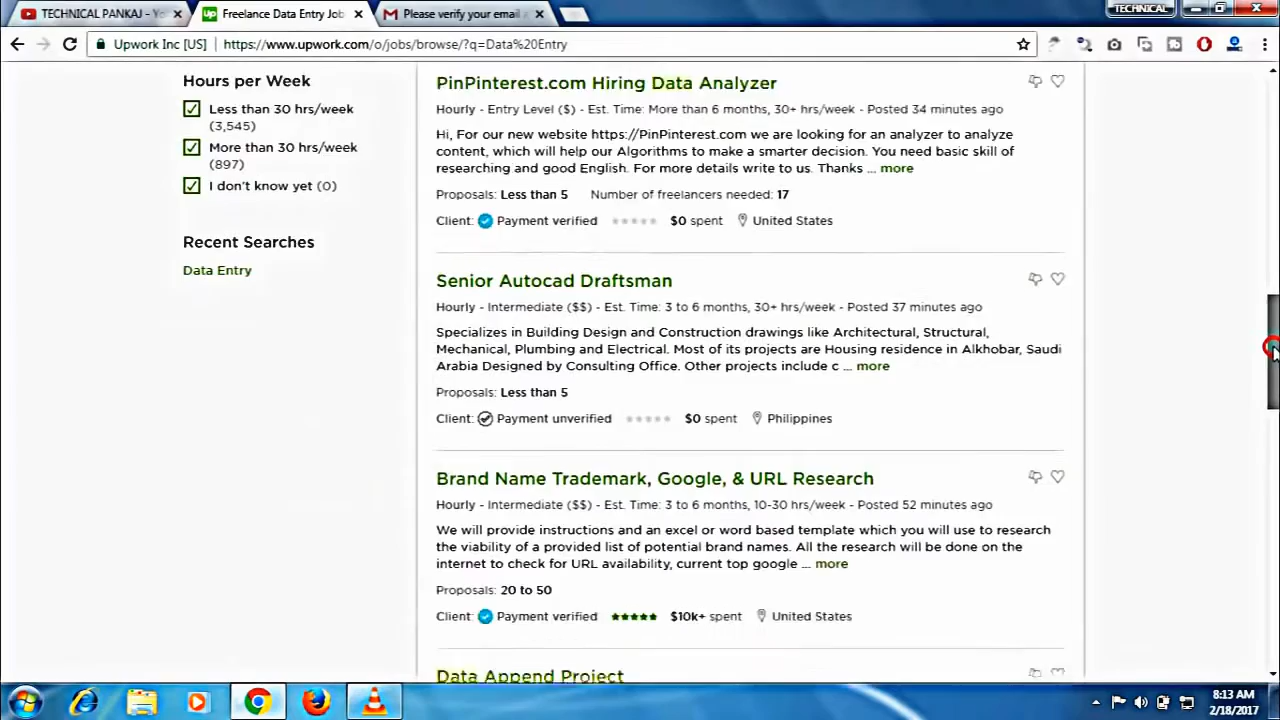 TECHNICAL PANKAJ - Yo
Freelance Data Entry Job
Please verify your email
TECHNICAL
Upwork Inc [US]
https://www.upwork.com/o/jobs/browse/?q=Data%20Entry
Hours per Week
Less than 30 hrs/week
(3,545)
More than 30 hrs/week
(897)
I don't know yet (0)
Recent Searches
Data Entry
PinPinterest.com Hiring Data Analyzer
Hourly - Entry Level ($) - Est. Time: More than 6 months, 30+ hrs/week - Posted 34 minutes ago
Hi, For our new website https://PinPinterest.com we are looking for an analyzer to analyze
content, which will help our Algorithms to make a smarter decision. You need basic skill of
researching and good English. For more details write to us. Thanks ... more
Proposals: Less than 5 Number of freelancers needed: 17
Client: Payment verified $0 spent United States
Senior Autocad Draftsman
Hourly - Intermediate ($$) - Est. Time: 3 to 6 months, 30+ hrs/week - Posted 37 minutes ago
Specializes in Building Design and Construction drawings like Architectural, Structural,
Mechanical, Plumbing and Electrical. Most of its projects are Housing residence in Alkhobar, Saudi
Arabia Designed by Consulting Office. Other projects include c ... more
Proposals: Less than 5
Client: Payment unverified $0 spent Philippines
Brand Name Trademark, Google, & URL Research
Hourly - Intermediate ($$) - Est. Time: 3 to 6 months, 10-30 hrs/week - Posted 52 minutes ago
We will provide instructions and an excel or word based template which you will use to research
the viability of a provided list of potential brand names. All the research will be done on the
internet to check for URL availability, current top google ... more
Proposals: 20 to 50
Client: Payment verified $10k+ spent United States
Data Append Project
8:13 AM
2/18/2017